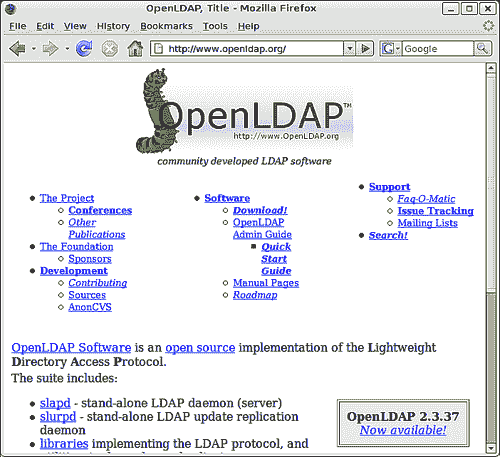 OpenLDAP, Title - Mozilla Firefox
File Edit View History Bookmarks Tools Help
http://www.openldap.org/
Google
OpenLDAP™
http://www.OpenLDAP.org
community developed LDAP software
The Project
Conferences
Other
Publications
The Foundation
Sponsors
Development
Contributing
Sources
AnonCVS
Software
Download!
OpenLDAP
Admin Guide
Quick
Start
Guide
Manual Pages
Roadmap
Support
Faq-O-Matic
Issue Tracking
Mailing Lists
Search!
OpenLDAP Software is an open source implementation of the Lightweight
Directory Access Protocol.
The suite includes:
slapd - stand-alone LDAP daemon (server)
slurpd - stand-alone LDAP update replication
daemon
libraries implementing the LDAP protocol, and
OpenLDAP 2.3.37
Now available!